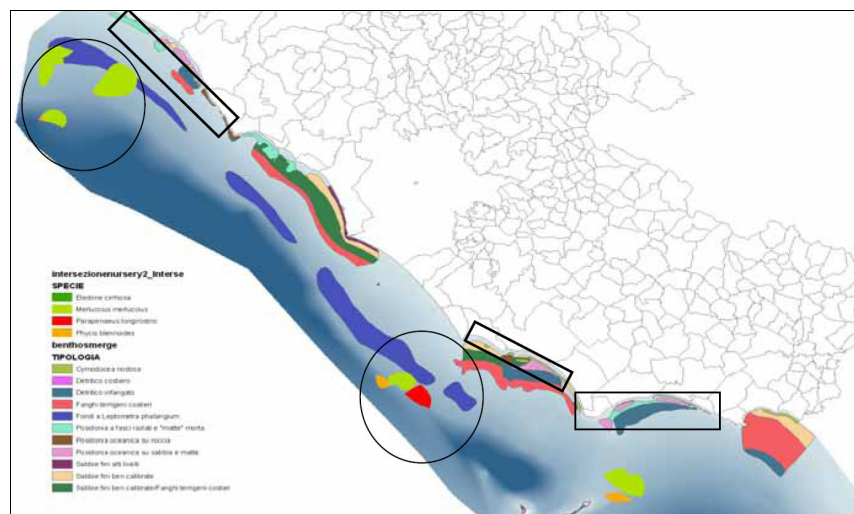 intersezionenursery2_Interse
SPECIE
Eledone cirrhosa
Merluccius merluccius
Parapenaeus longirostris
Phycis blennoides
benthosmerge
TIPOLOGIA
Cymodocea nodosa
Detritico costiero
Detritico infangato
Fanghi terrigeni costieri
Fondi a Leptometra phalangium
Posidonia a fasci radi e/o "matte" morta
Posidonia oceanica su roccia
Posidonia oceanica su sabbia e matte
Sabbie fini alti livelli
Sabbie fini ben calibrate
Sabbie fini ben calibrate/Fanghi terrigeni costier